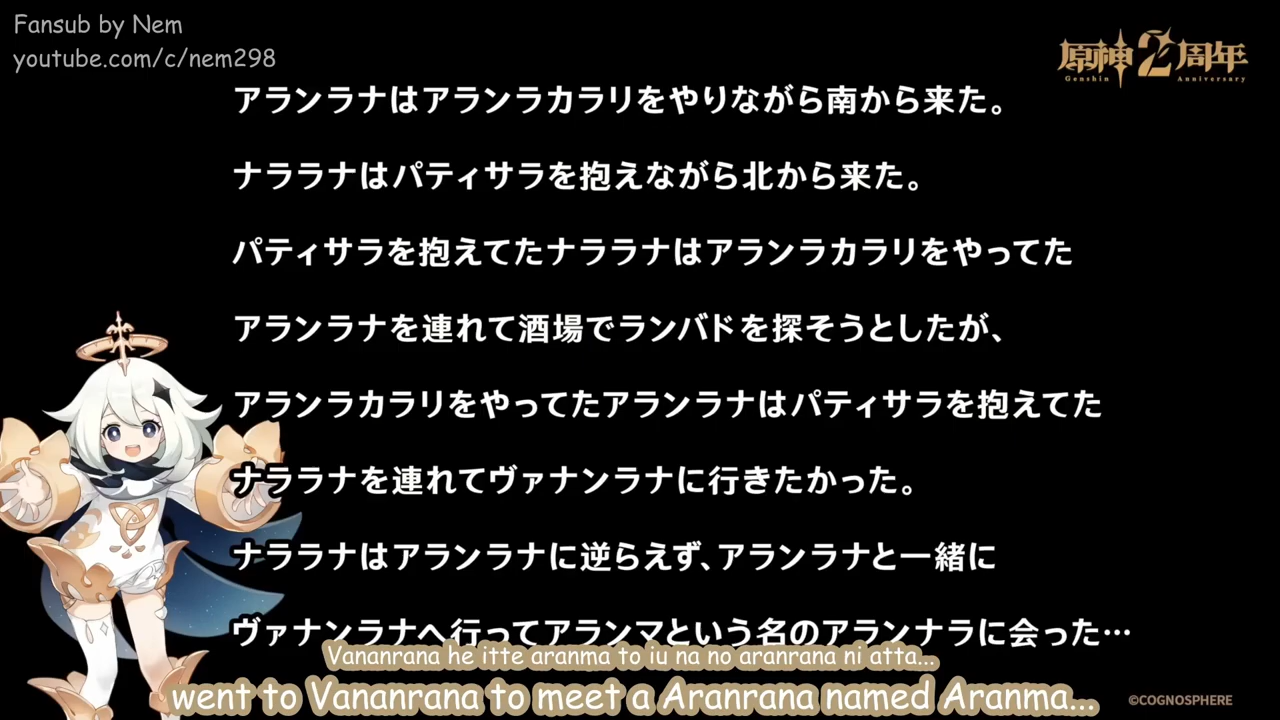 Fansub by Nem
youtube.com/c/nem298
原神2周年
Genshin Anniversary
アランラナはアランラカラリをやりながら南から来た。
ナララナはパティサラを抱えながら北から来た。
パティサラを抱えてたナララナはアランラカラリをやってた
アランラナを連れて酒場でランバドを探そうとしたが、
アランラカラリをやってたアランラナはパティサラを抱えてた
ナララナを連れてヴァナンラナに行きたかった。
ナララナはアランラナに逆らえず、アランラナと一緒に
ヴァナンラナへ行ってアランマという名のアランナラに会った…
Vananrana he itte aranma to iu na no aranrana ni atta...
went to Vananrana to meet a Aranrana named Aranma...
©COGNOSPHERE